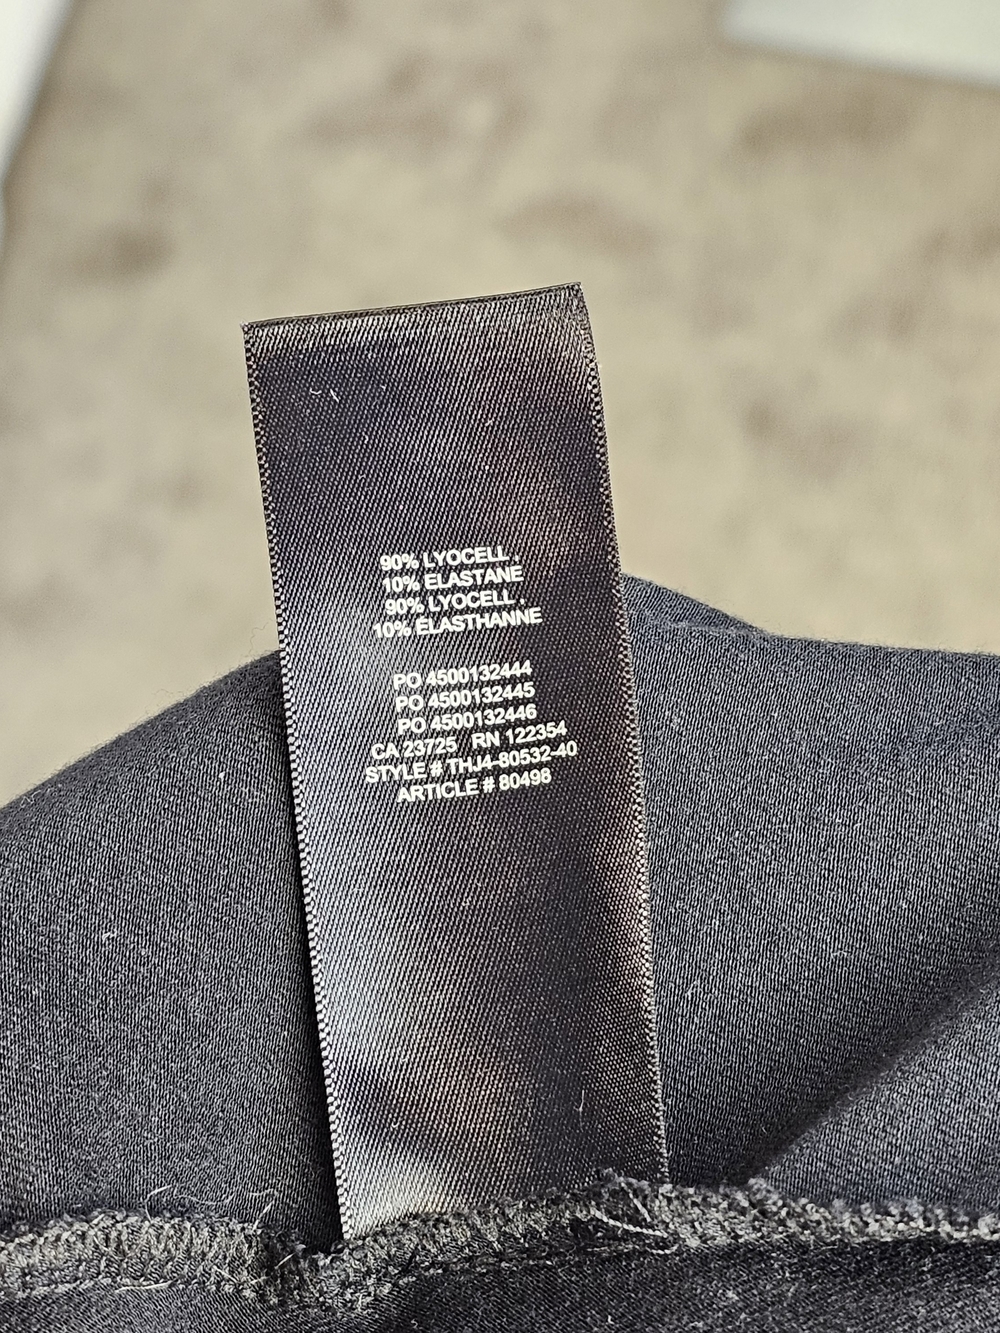 90% LYOCELL,
10% ELASTANE
90% LYOCELL,
10% ELASTHANNE
PO 4500132444
PO 4500132445
PO 4500132446
CA 23725 RN 122354
STYLE # THJ4-80532-40
ARTICLE # 80498